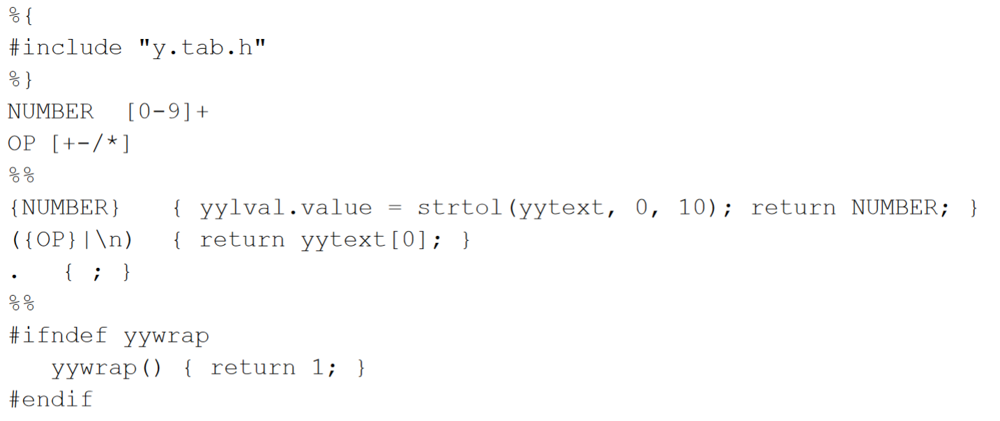 %{
#include "y.tab.h"
%}
NUMBER  [0-9]+
OP [+-/*]
%%
{NUMBER}   { yylval.value = strtol(yytext, 0, 10); return NUMBER; }
({OP}|\n)  { return yytext[0]; }
.   { ; }
%%
#ifndef yywrap
   yywrap() { return 1; }
#endif